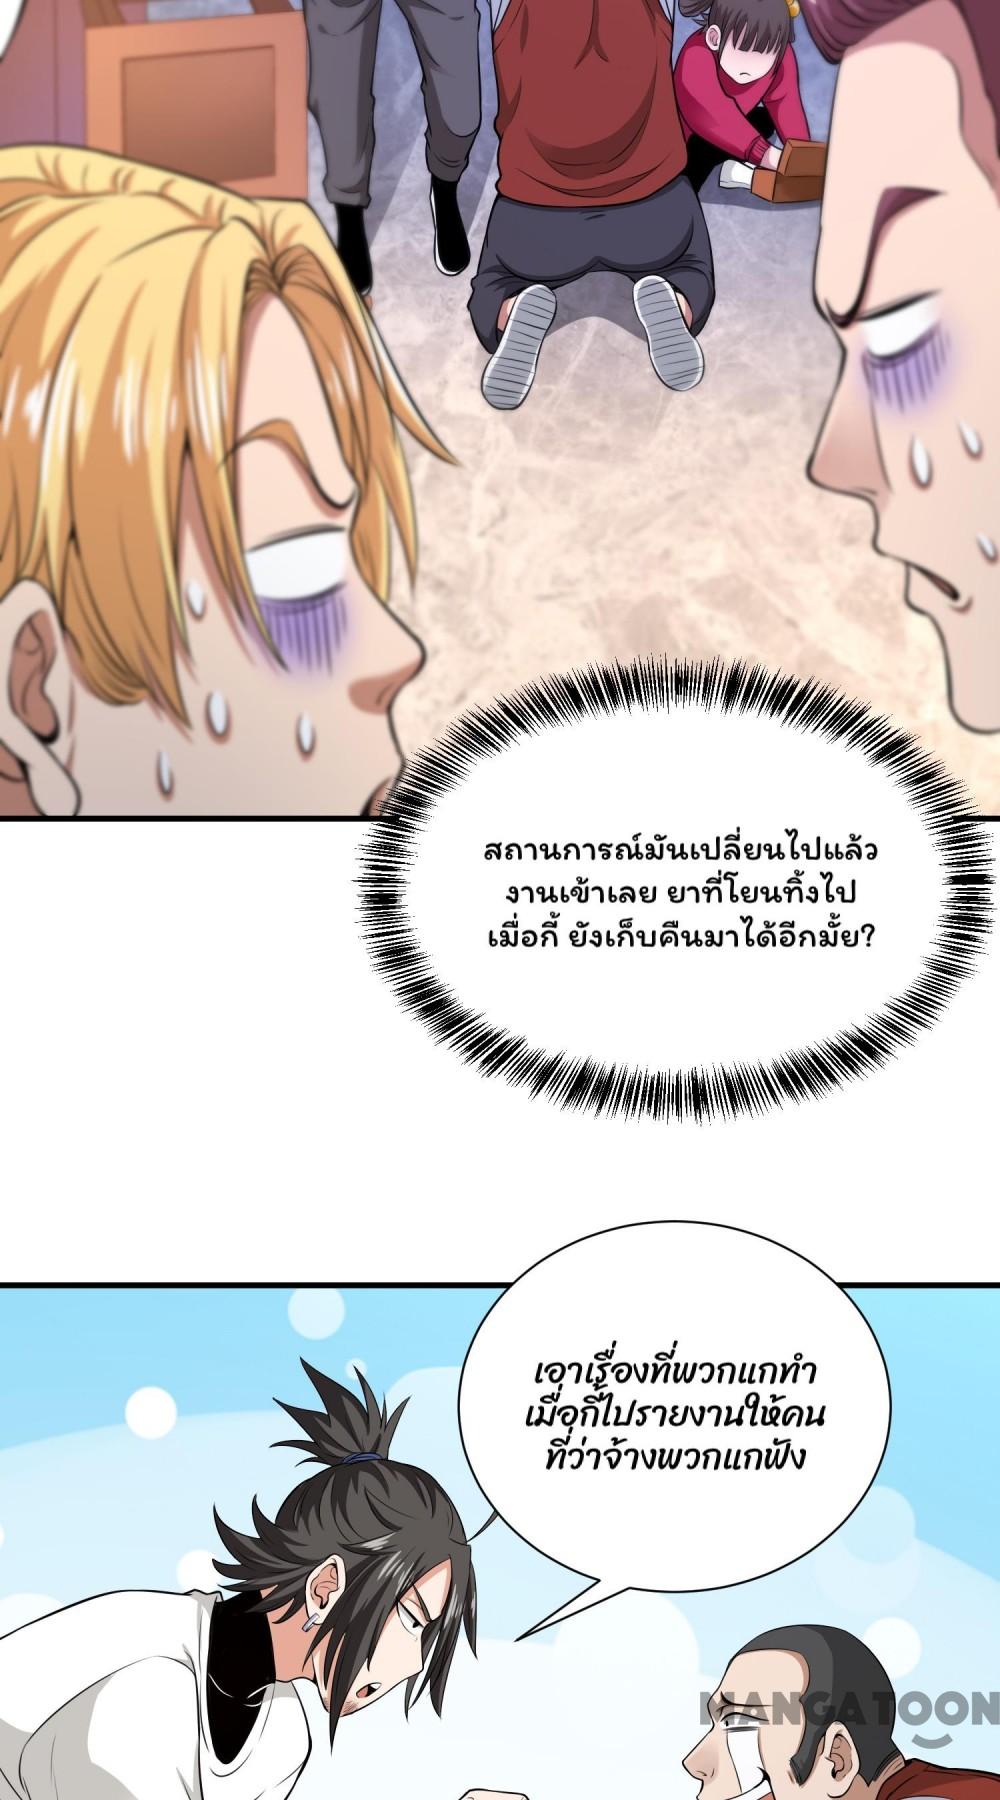 สถานการณ์มันเปลี่ยนไปแล้ว
งานเข้าเลย ยาที่โยนทิ้งไป
เมื่อกี้ ยังเก็บคืนมาได้อีกมั้ย?
เอาเรื่องที่พวกแกทำ
เมื่อกี้ไปรายงานให้คน
ที่ว่าจ้างพวกแกฟัง
MANGATOON